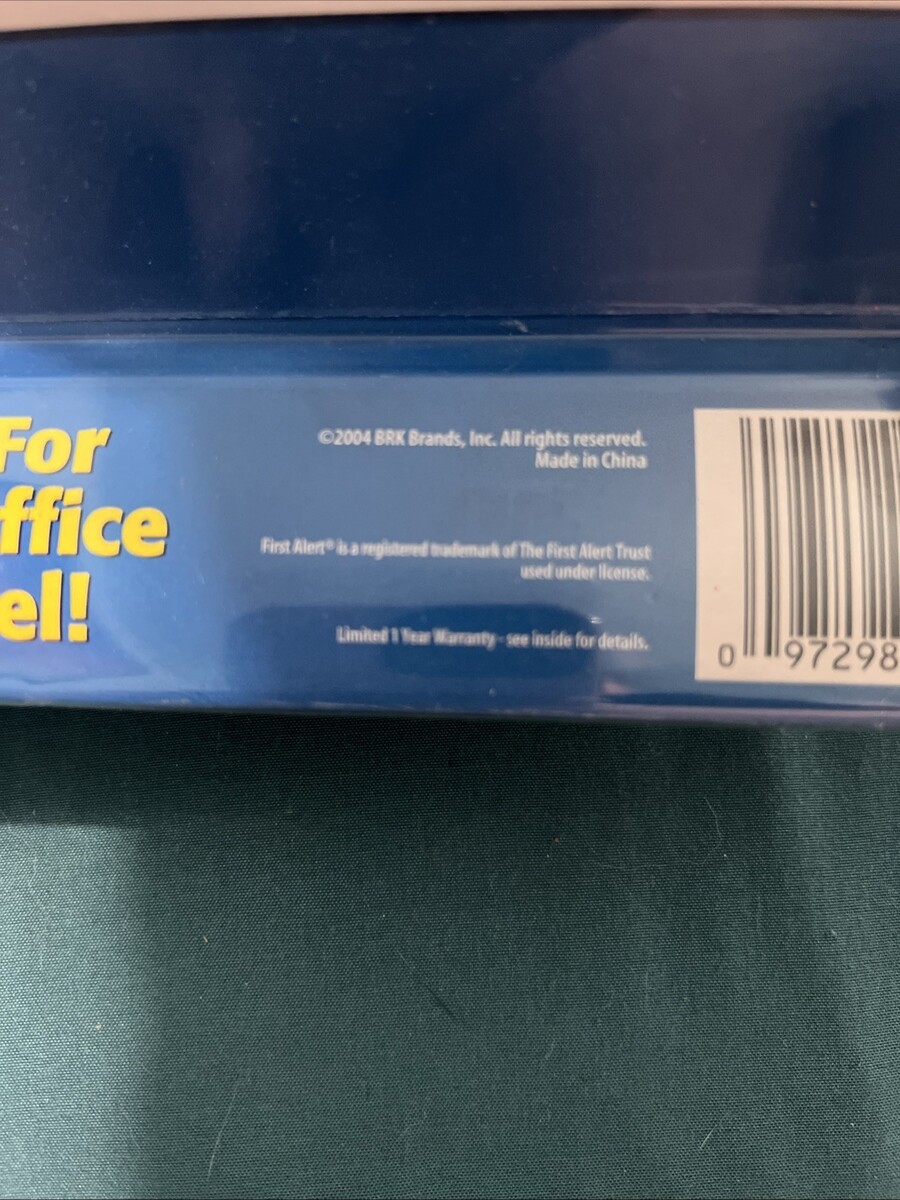 For
ffice
el!
©2004 BRK Brands, Inc. All rights reserved.
Made in China
First Alert® is a registered trademark of The First Alert Trust
used under license.
Limited 1 Year Warranty - see inside for details.
0 97298